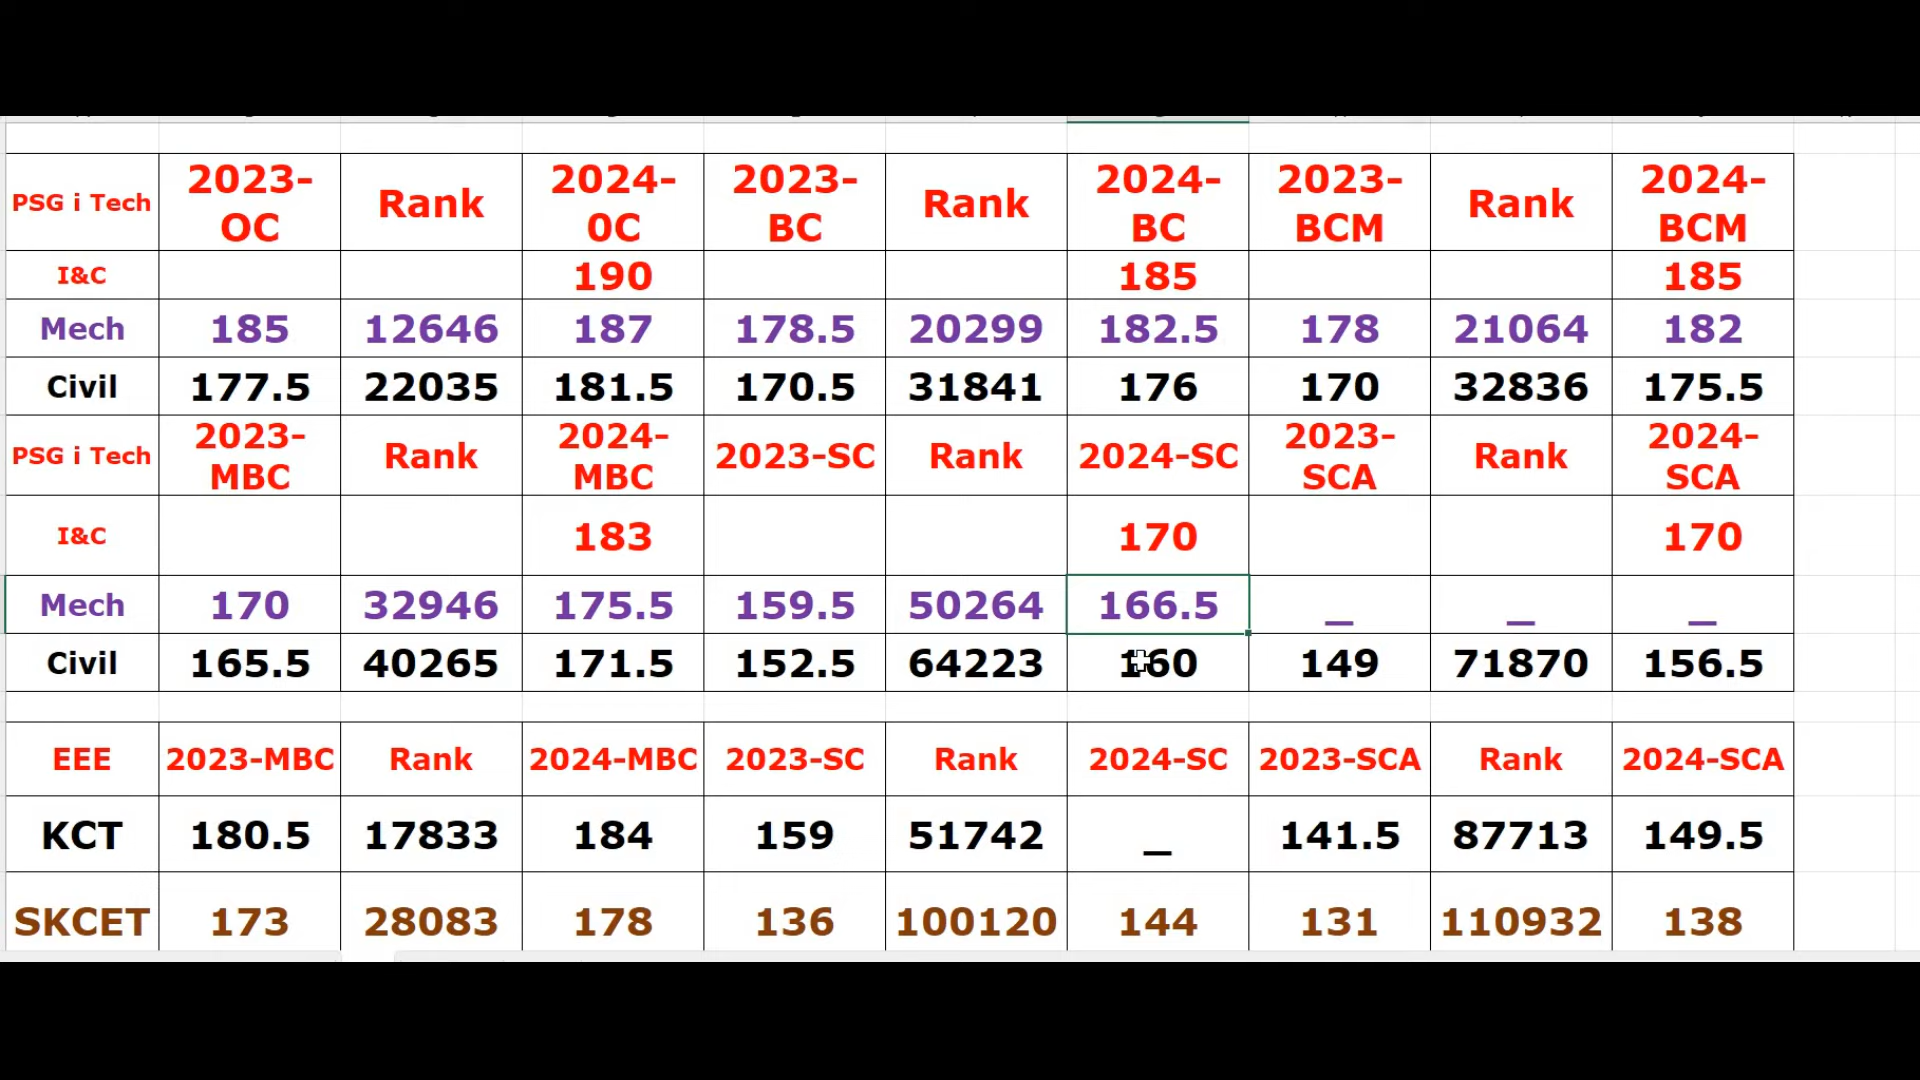 PSG i Tech 2023-OC Rank 2024-0C 2023-BC Rank 2024-BC 2023-BCM Rank 2024-BCM
I&C 190 185 185
Mech 185 12646 187 178.5 20299 182.5 178 21064 182
Civil 177.5 22035 181.5 170.5 31841 176 170 32836 175.5
PSG i Tech 2023-MBC Rank 2024-MBC 2023-SC Rank 2024-SC 2023-SCA Rank 2024-SCA
I&C 183 170 170
Mech 170 32946 175.5 159.5 50264 166.5 _ _ _
Civil 165.5 40265 171.5 152.5 64223 160 149 71870 156.5
EEE 2023-MBC Rank 2024-MBC 2023-SC Rank 2024-SC 2023-SCA Rank 2024-SCA
KCT 180.5 17833 184 159 51742 _ 141.5 87713 149.5
SKCET 173 28083 178 136 100120 144 131 110932 138